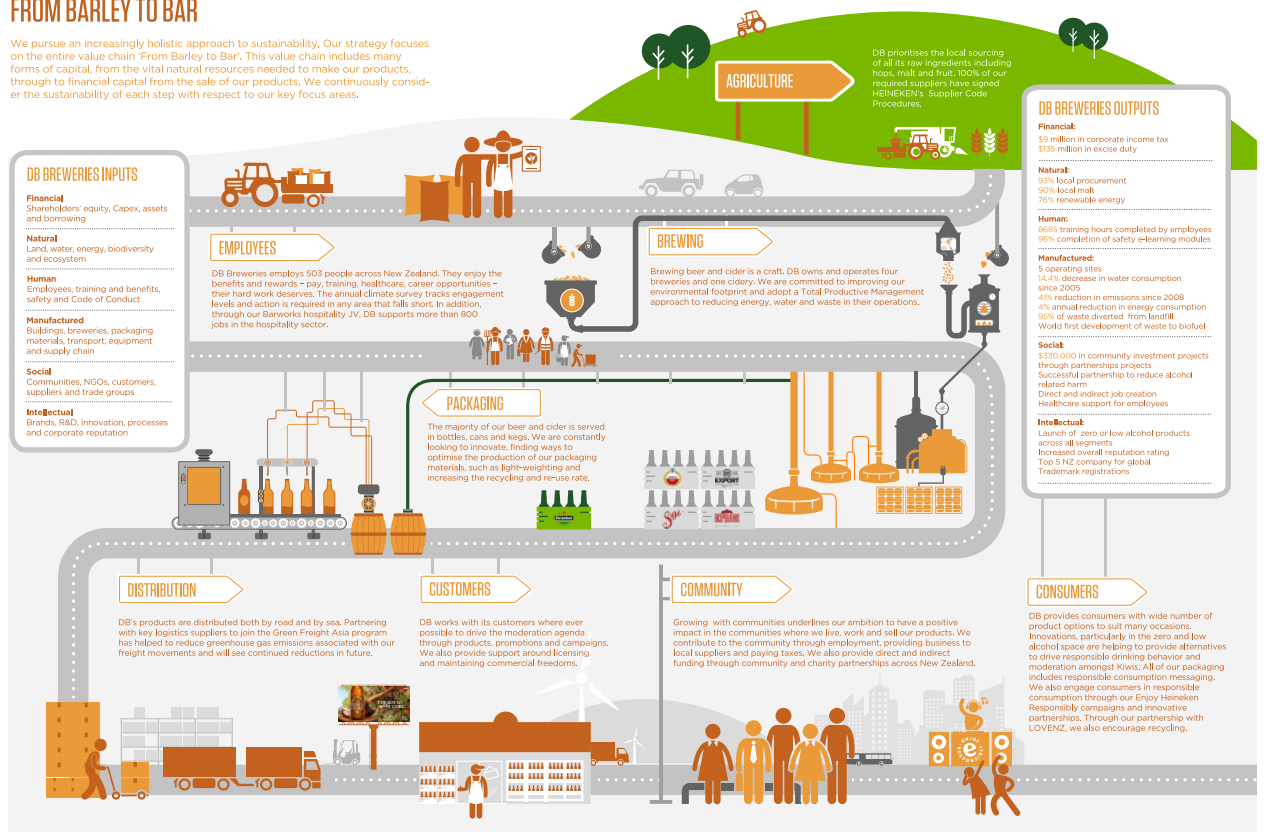 FROM BARLEY TO BAR
We pursue an increasingly holistic approach to sustainability. Our strategy focuses
on the entire value chain 'From Barley to Bar'. This value chain includes many
forms of capital, from the vital natural resources needed to make our products,
through to financial capital from the sale of our products. We continuously consid-
er the sustainability of each step with respect to our key focus areas.
AGRICULTURE
DB prioritises the local sourcing
of all its raw ingredients including
hops, malt and fruit. 100% of our
required suppliers have signed
HEINEKEN's Supplier Code
Procedures.
DB BREWERIES INPUTS
Financial
Shareholders' equity, Capex, assets
and borrowing
Natural
Land, water, energy, biodiversity
and ecosystem
Human
Employees, training and benefits,
safety and Code of Conduct
Manufactured
Buildings, breweries, packaging
materials, transport, equipment
and supply chain
Social
Communities, NGOs, customers,
suppliers and trade groups
Intellectual
Brands, R&D, innovation, processes
and corporate reputation
EMPLOYEES
DB Breweries employs 503 people across New Zealand. They enjoy the
benefits and rewards – pay, training, healthcare, career opportunities –
their hard work deserves. The annual climate survey tracks engagement
levels and action is required in any area that falls short. In addition,
through our Barworks hospitality JV, DB supports more than 800
jobs in the hospitality sector.
BREWING
Brewing beer and cider is a craft. DB owns and operates four
breweries and one cidery. We are committed to improving our
environmental footprint and adopt a Total Productive Management
approach to reducing energy, water and waste in their operations.
DB BREWERIES OUTPUTS
Financial:
$9 million in corporate income tax
$135 million in excise duty
Natural:
93% local procurement
90% local malt
76% renewable energy
Human:
8685 training hours completed by employees
96% completion of safety e-learning modules
Manufactured:
5 operating sites
14,4% decrease in water consumption
since 2005
41% reduction in emissions since 2008
4% annual reduction in energy consumption
95% of waste diverted from landfill
World first development of waste to biofuel
Social:
$330.000 in community investment projects
through partnerships projects
Successful partnership to reduce alcohol
related harm
Direct and indirect job creation
Healthcare support for employees
Intellectual:
Launch of zero or low alcohol products
across all segments
Increased overall reputation rating
Top 5 NZ company for global
Trademark registrations
PACKAGING
The majority of our beer and cider is served
in bottles, cans and kegs. We are constantly
looking to innovate, finding ways to
optimise the production of our packaging
materials, such as light-weighting and
increasing the recycling and re-use rate.
EXPORT
Heineken
Sol
DISTRIBUTION
DB's products are distributed both by road and by sea. Partnering
with key logistics suppliers to join the Green Freight Asia program
has helped to reduce greenhouse gas emissions associated with our
freight movements and will see continued reductions in future.
CUSTOMERS
DB works with its customers where ever
possible to drive the moderation agenda
through products, promotions and campaigns.
We also provide support around licensing
and maintaining commercial freedoms.
COMMUNITY
Growing with communities underlines our ambition to have a positive
impact in the communities where we live, work and sell our products. We
contribute to the community through employment, providing business to
local suppliers and paying taxes. We also provide direct and indirect
funding through community and charity partnerships across New Zealand.
CONSUMERS
DB provides consumers with wide number of
product options to suit many occasions.
Innovations, particularly in the zero and low
alcohol space are helping to provide alternatives
to drive responsible drinking behavior and
moderation amongst Kiwis. All of our packaging
includes responsible consumption messaging.
We also engage consumers in responsible
consumption through our Enjoy Heineken
Responsibly campaigns and innovative
partnerships. Through our partnership with
LOVENZ, we also encourage recycling.
ENJOY
e